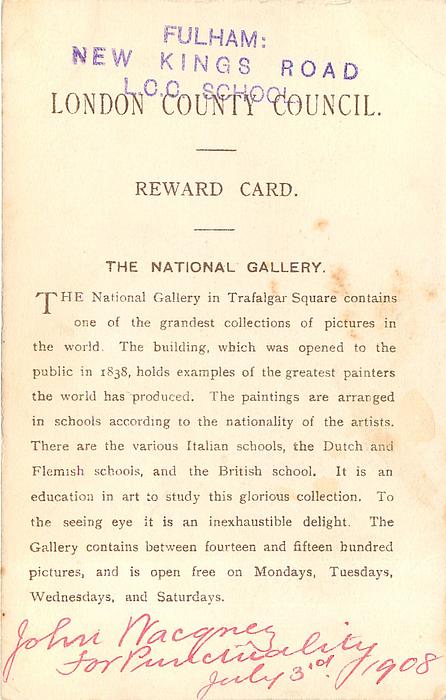 FULHAM:
NEW KINGS ROAD
L.C.C. SCHOOL
LONDON COUNTY COUNCIL.
REWARD CARD.
THE NATIONAL GALLERY.
THE National Gallery in Trafalgar Square contains
one of the grandest collections of pictures in
the world. The building, which was opened to the
public in 1838, holds examples of the greatest painters
the world has produced. The paintings are arranged
in schools according to the nationality of the artists.
There are the various Italian schools, the Dutch and
Flemish schools, and the British school. It is an
education in art to study this glorious collection. To
the seeing eye it is an inexhaustible delight. The
Gallery contains between fourteen and fifteen hundred
pictures, and is open free on Mondays, Tuesdays,
Wednesdays, and Saturdays.
John
For Punctuality
July 3rd. 1908